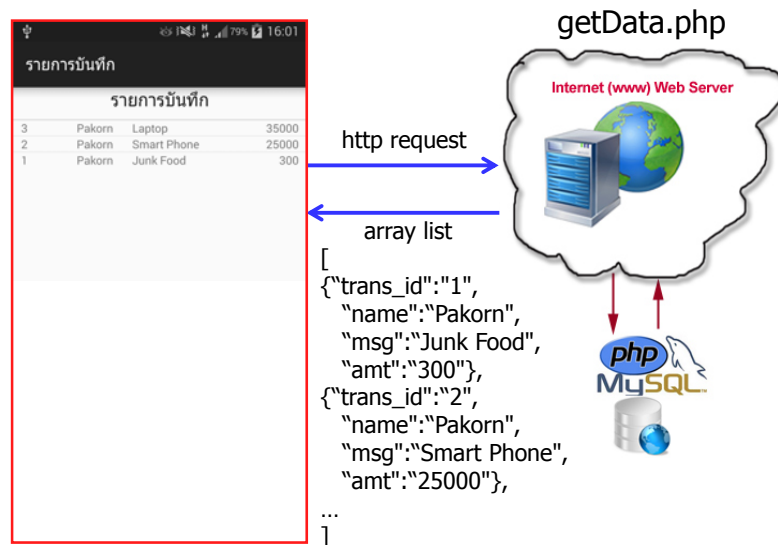 getData.php
79% 16:01
รายการบันทึก
รายการบันทึก
3 Pakorn Laptop 35000
2 Pakorn Smart Phone 25000
1 Pakorn Junk Food 300
http request
array list
[
{“trans_id":"1",
“name":“Pakorn",
“msg":“Junk Food",
“amt":“300"},
{“trans_id":“2",
“name":“Pakorn",
“msg":“Smart Phone",
“amt":“25000"},
…
]
Internet (www) Web Server
php
MySQL